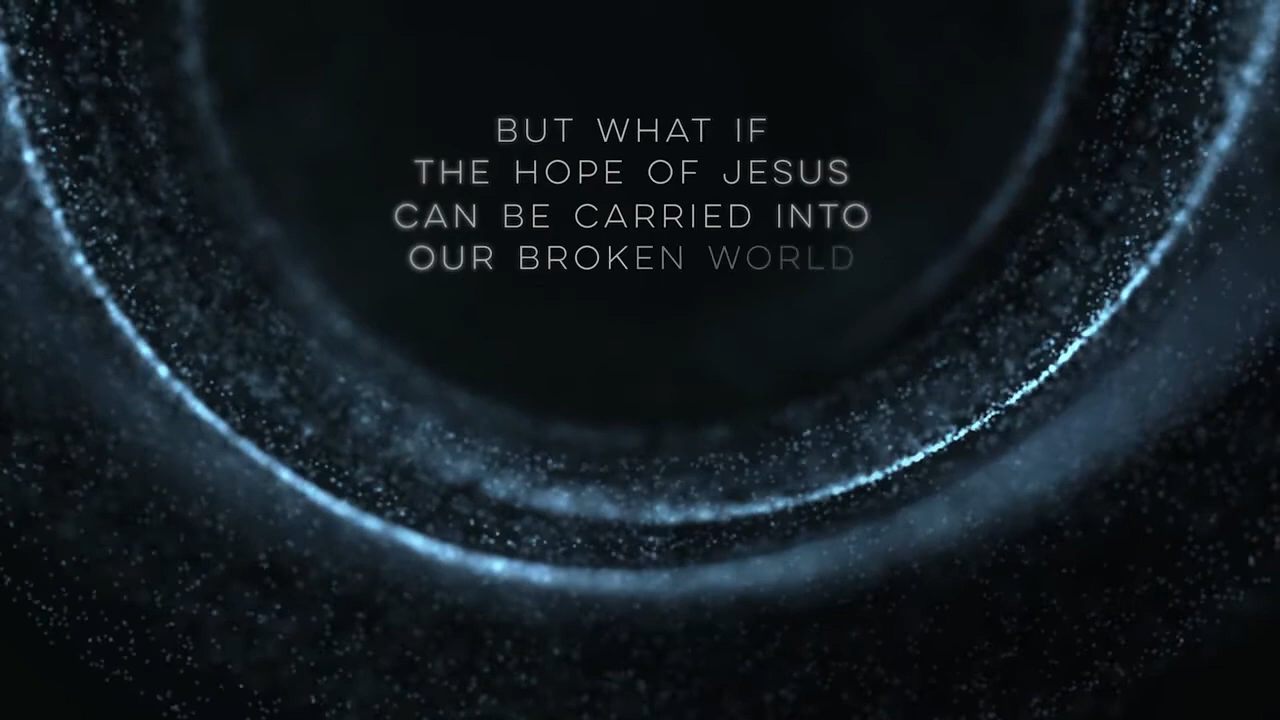 BUT WHAT IF
THE HOPE OF JESUS
CAN BE CARRIED INTO
OUR BROKEN WORLD